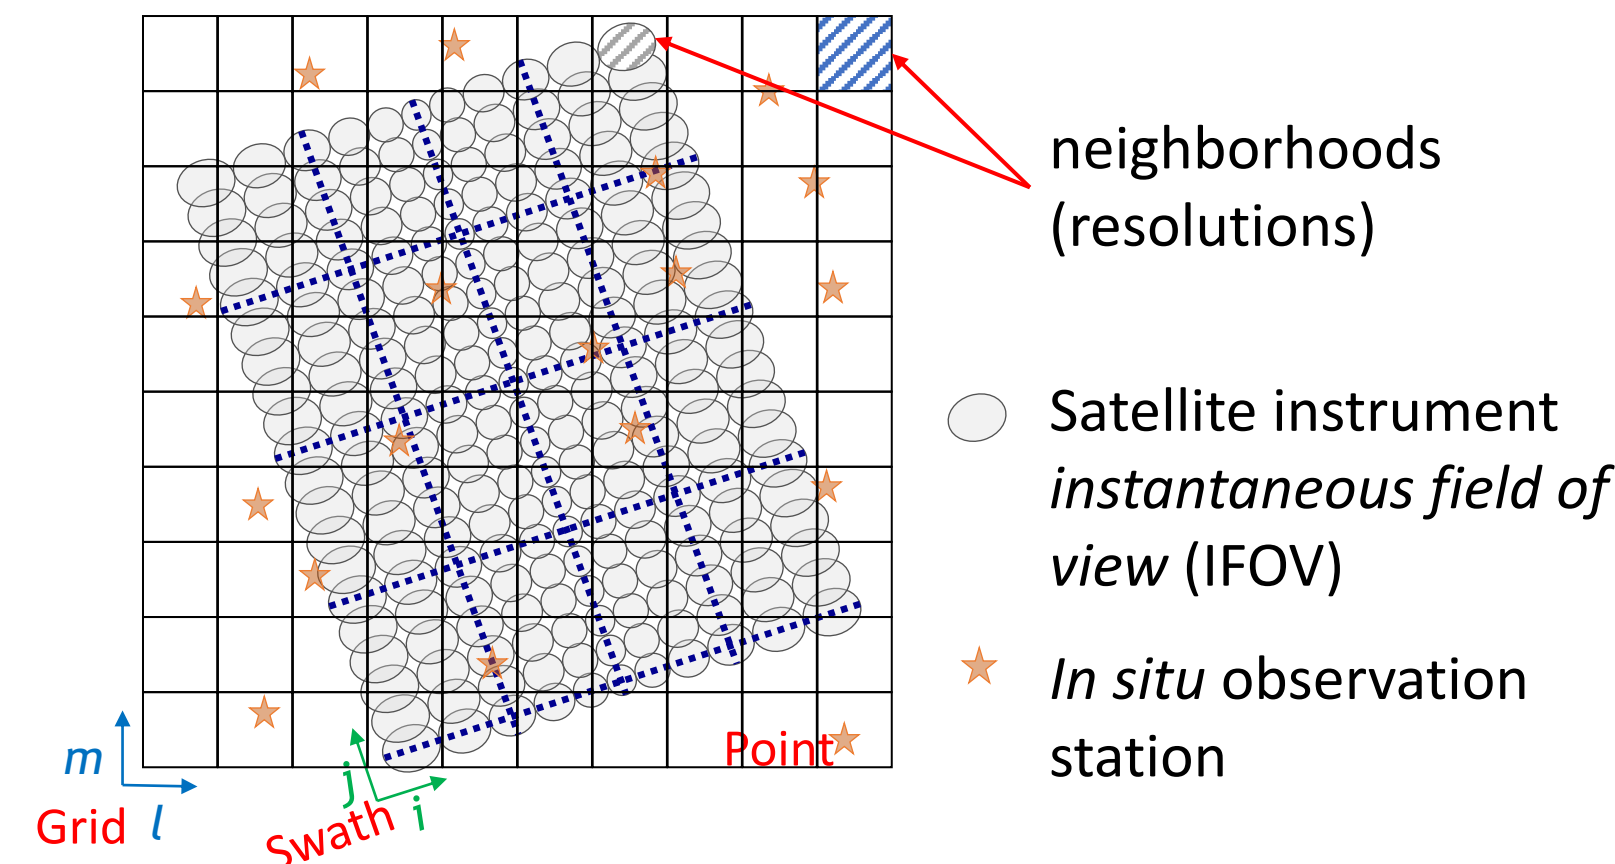 neighborhoods
(resolutions)
Satellite instrument
instantaneous field of
view (IFOV)
In situ observation
station
Point
m
l
Grid
j
i
Swath